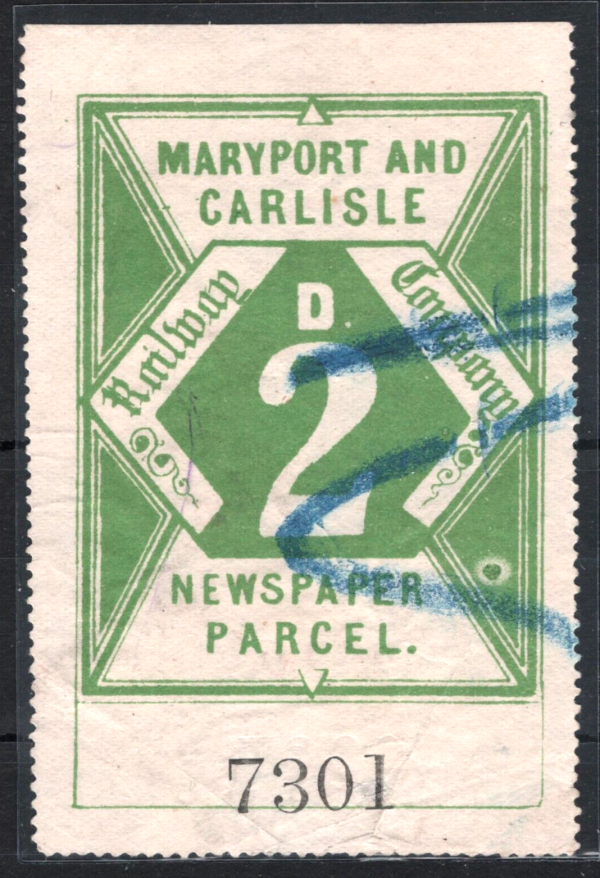 MARYPORT AND
CARLISLE
Railway
Company
D.
2
NEWSPAPER
PARCEL.
7301